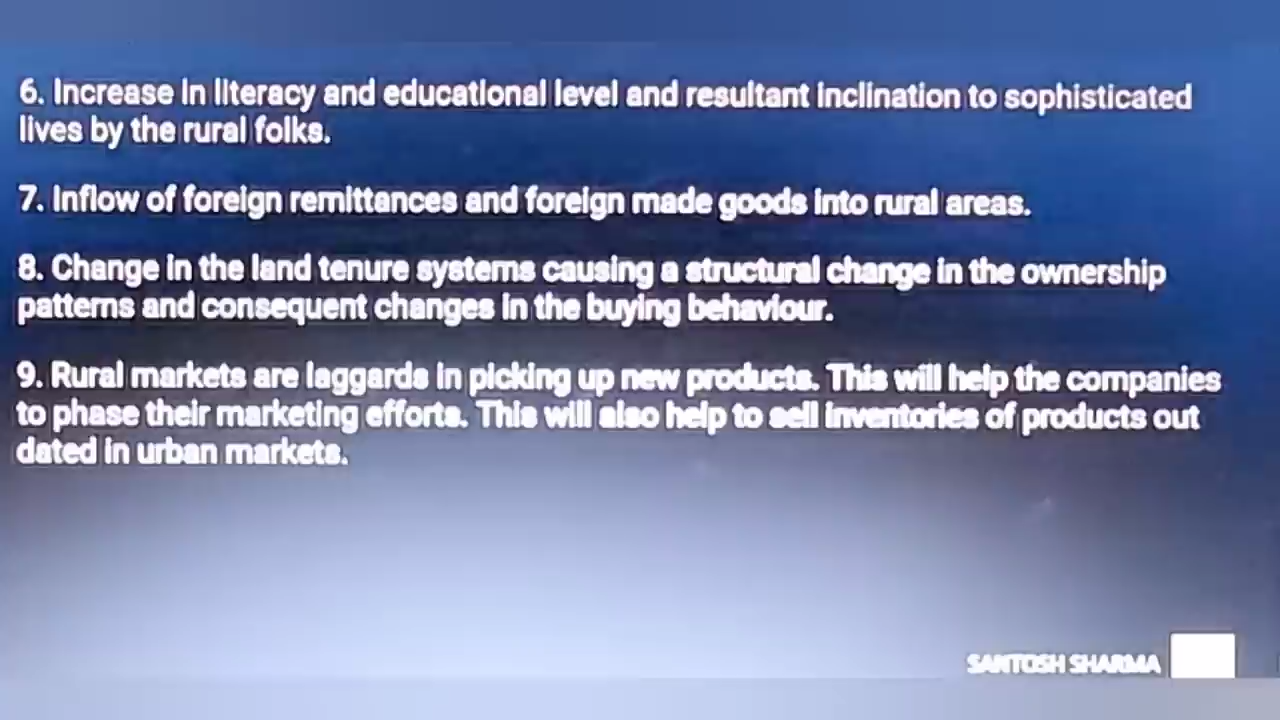 6. Increase in literacy and educational level and resultant inclination to sophisticated
lives by the rural folks.
7. Inflow of foreign remittances and foreign made goods into rural areas.
8. Change in the land tenure systems causing a structural change in the ownership
patterns and consequent changes in the buying behaviour.
9. Rural markets are laggards in picking up new products. This will help the companies
to phase their marketing efforts. This will also help to sell inventories of products out
dated in urban markets.
SANTOSH SHARMA